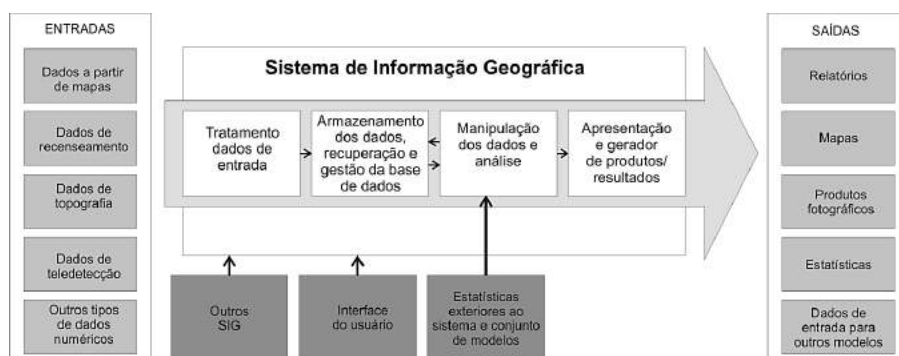 ENTRADAS
Dados a partir
de mapas
Dados de
recenseamento
Dados de
topografia
Dados de
teledetecção
Outros tipos
de dados
numéricos
Sistema de Informação Geográfica
Tratamento
dados de
entrada
Armazenamento
dos dados,
recuperação e
gestão da base
de dados
Manipulação
dos dados e
análise
Apresentação
e gerador
de produtos/
resultados
Outros
SIG
Interface
do usuário
Estatísticas
exteriores ao
sistema e conjunto
de modelos
SAÍDAS
Relatórios
Mapas
Produtos
fotográficos
Estatísticas
Dados de
entrada para
outros modelos